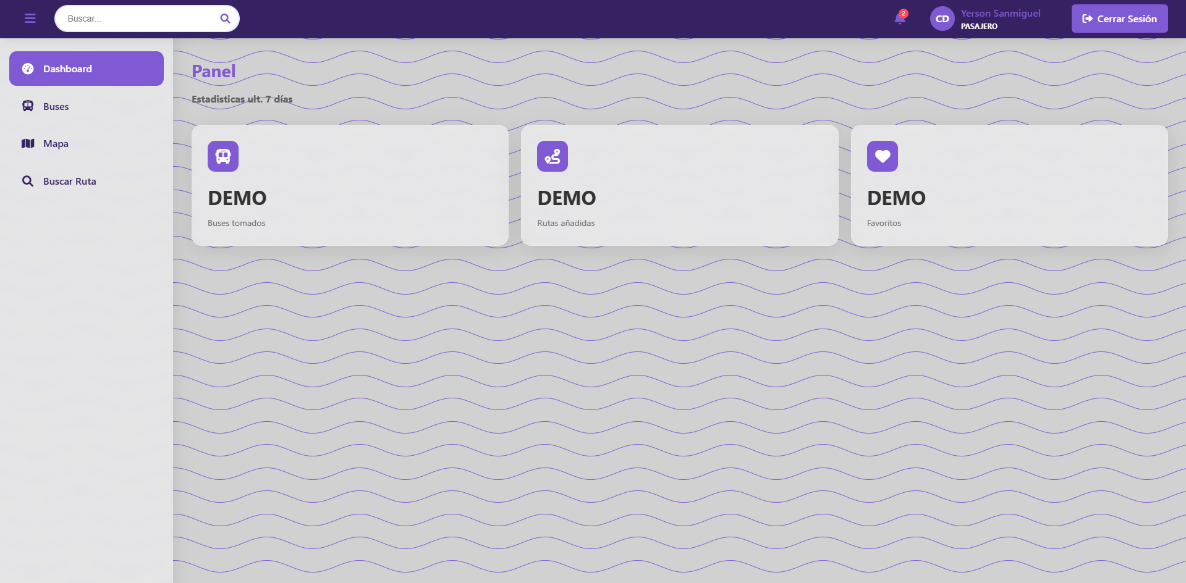 Buscar...
2
CD
Yerson Sanmiguel
PASAJERO
Cerrar Sesión
Dashboard
Buses
Mapa
Buscar Ruta
Panel
Estadisticas ult. 7 días
DEMO
Buses tomados
DEMO
Rutas añadidas
DEMO
Favoritos